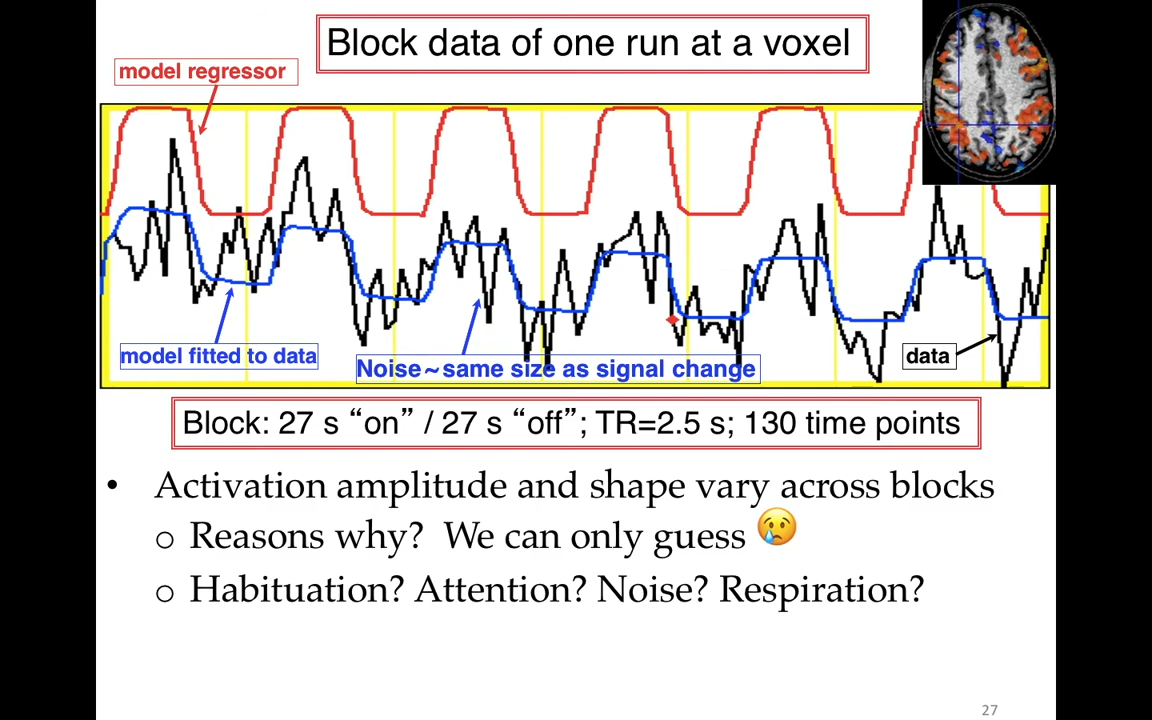 Block data of one run at a voxel
model regressor
model fitted to data
Noise~same size as signal change
data
Block: 27 s “on” / 27 s “off”; TR=2.5 s; 130 time points
• Activation amplitude and shape vary across blocks
o Reasons why? We can only guess 😢
o Habituation? Attention? Noise? Respiration?
27